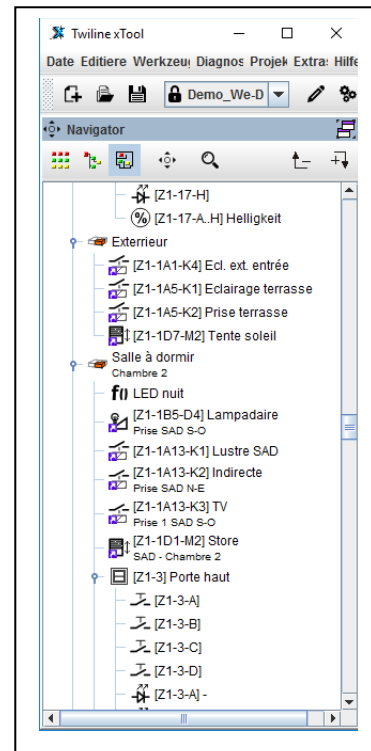 Twiline xTool
Date Editiere Werkzeu Diagnos Projek Extra: Hilfe
Demo_We-D
Navigator
[Z1-17-H]
[Z1-17-A..H] Helligkeit
Exterrieur
[Z1-1A1-K4] Ecl. ext. entrée
[Z1-1A5-K1] Eclairage terrasse
[Z1-1A5-K2] Prise terrasse
[Z1-1D7-M2] Tente soleil
Salle à dormir
Chambre 2
f() LED nuit
[Z1-1B5-D4] Lampadaire
Prise SAD S-O
[Z1-1A13-K1] Lustre SAD
[Z1-1A13-K2] Indirecte
Prise SAD N-E
[Z1-1A13-K3] TV
Prise 1 SAD S-O
[Z1-1D1-M2] Store
SAD - Chambre 2
[Z1-3] Porte haut
[Z1-3-A]
[Z1-3-B]
[Z1-3-C]
[Z1-3-D]
[Z1-3-A] -